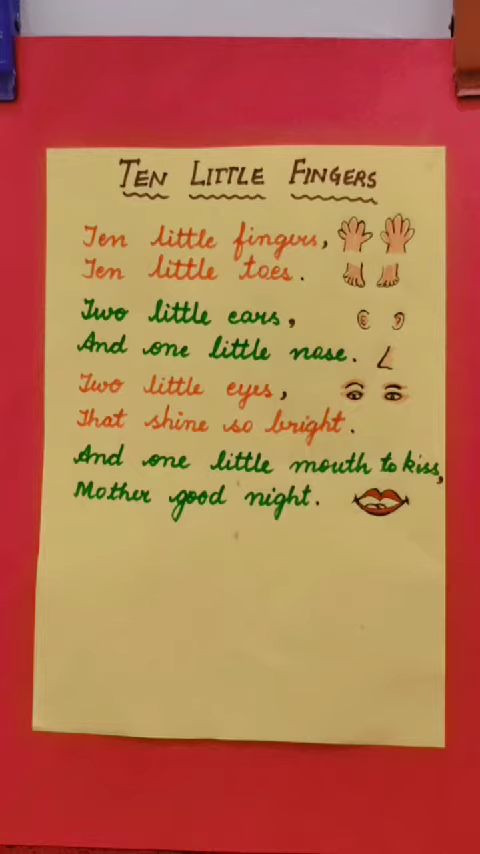 TEN LITTLE FINGERS
Ten little fingers,
Ten little toes.
Two little ears,
And one little nose.
Two little eyes,
That shine so bright.
And one little mouth to kiss,
Mother good night.